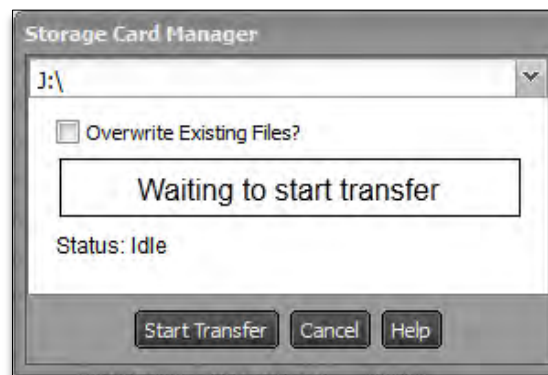 Storage Card Manager
J:\
Overwrite Existing Files?
Waiting to start transfer
Status: Idle
Start Transfer Cancel Help